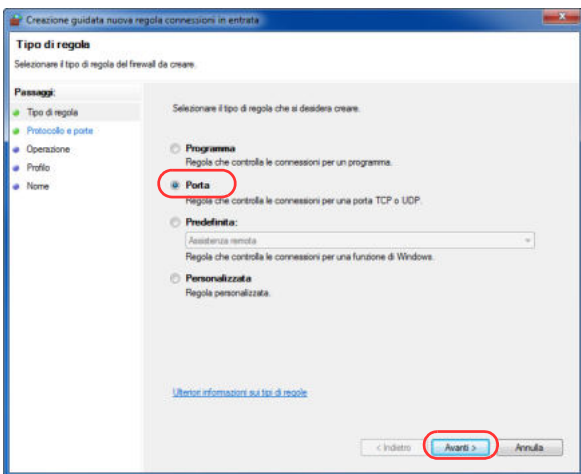 Creazione guidata nuova regola connessioni in entrata
Tipo di regola
Selezionare il tipo di regola del firewall da creare.
Passaggi:
Tipo di regola
Protocollo e porte
Operazione
Profilo
Nome
Selezionare il tipo di regola che si desidera creare.
Programma
Regola che controlla le connessioni per un programma.
Porta
Regola che controlla le connessioni per una porta TCP o UDP.
Predefinita:
Assistenza remota
Regola che controlla le connessioni per una funzione di Windows.
Personalizzata
Regola personalizzata.
Ulteriori informazioni sui tipi di regole
< Indietro
Avanti >
Annulla